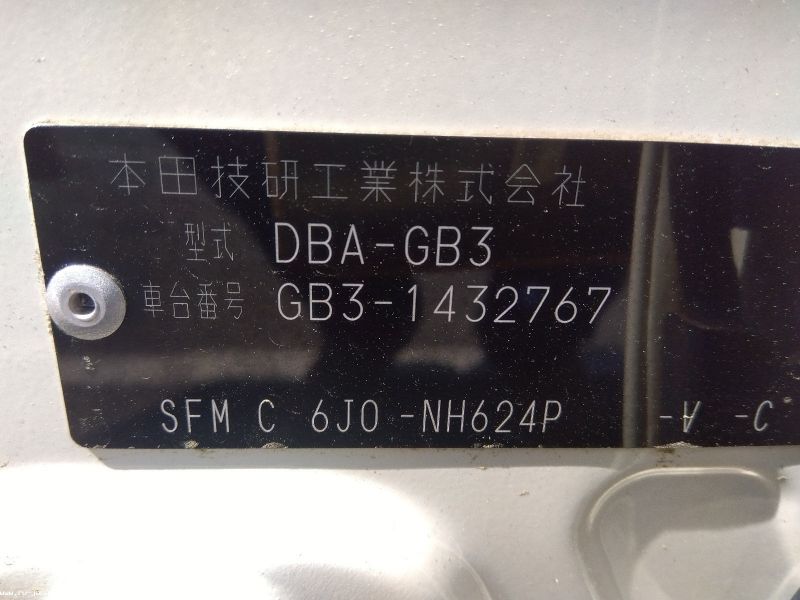 本田技研工業株式会社
型式 DBA-GB3
車台番号 GB3-1432767
SFM C 6J0 -NH624P -A -C